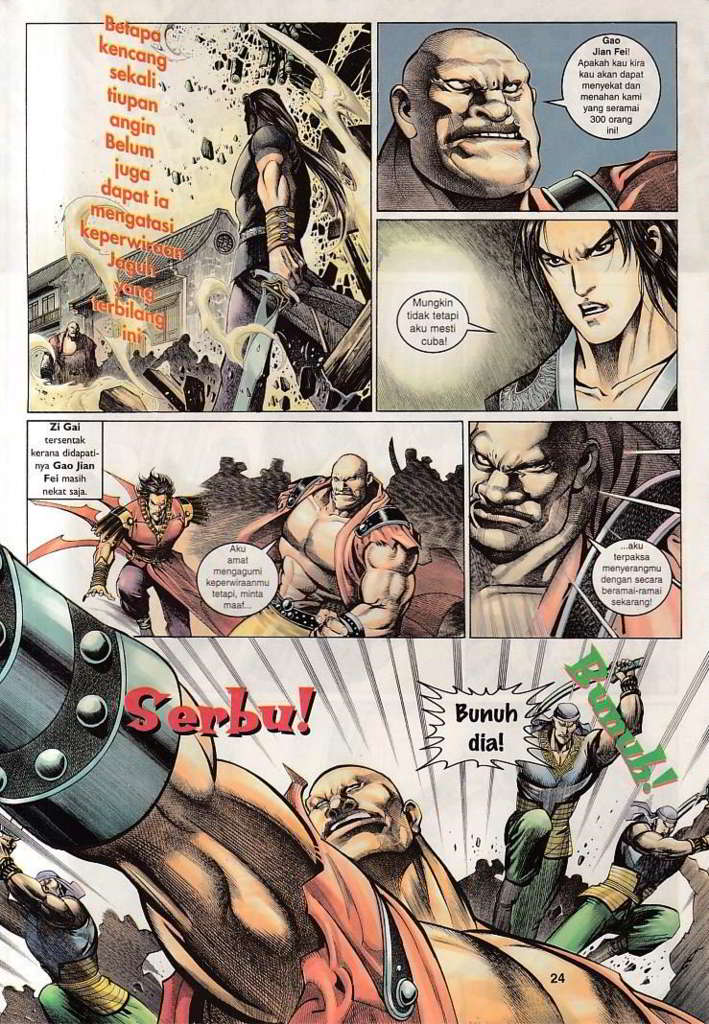 Betapa
kencang
sekali
tiupan
angin
Belum
juga
dapat ia
mengatasi
keperwiraan
Jaguh
yang
terbilang
ini
Gao
Jian Fei!
Apakah kau kira
kau akan dapat
menyekat dan
menahan kami
yang seramai
300 orang
ini!
Mungkin
tidak tetapi
aku mesti
cuba!
Zi Gai
tersentak
kerana didapati-
nya Gao Jian
Fei masih
nekat saja.
Aku
amat
mengagumi
keperwiraanmu
tetapi, minta
maaf...
...aku
terpaksa
menyerangmu
dengan secara
beramai-ramai
sekarang!
Serbu!
Bunuh
dia!
Bunuh!
24